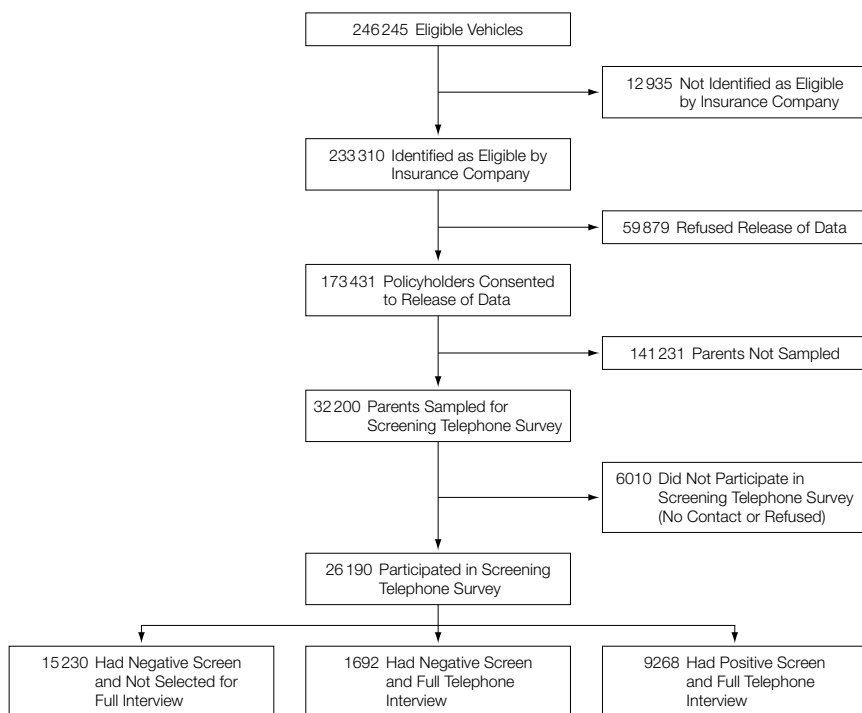 246 245 Eligible Vehicles
12 935 Not Identified as Eligible
by Insurance Company
233 310 Identified as Eligible by
Insurance Company
59 879 Refused Release of Data
173 431 Policyholders Consented
to Release of Data
141 231 Parents Not Sampled
32 200 Parents Sampled for
Screening Telephone Survey
6010 Did Not Participate in
Screening Telephone Survey
(No Contact or Refused)
26 190 Participated in Screening
Telephone Survey
15 230 Had Negative Screen
and Not Selected for
Full Interview
1692 Had Negative Screen
and Full Telephone
Interview
9268 Had Positive Screen
and Full Telephone
Interview